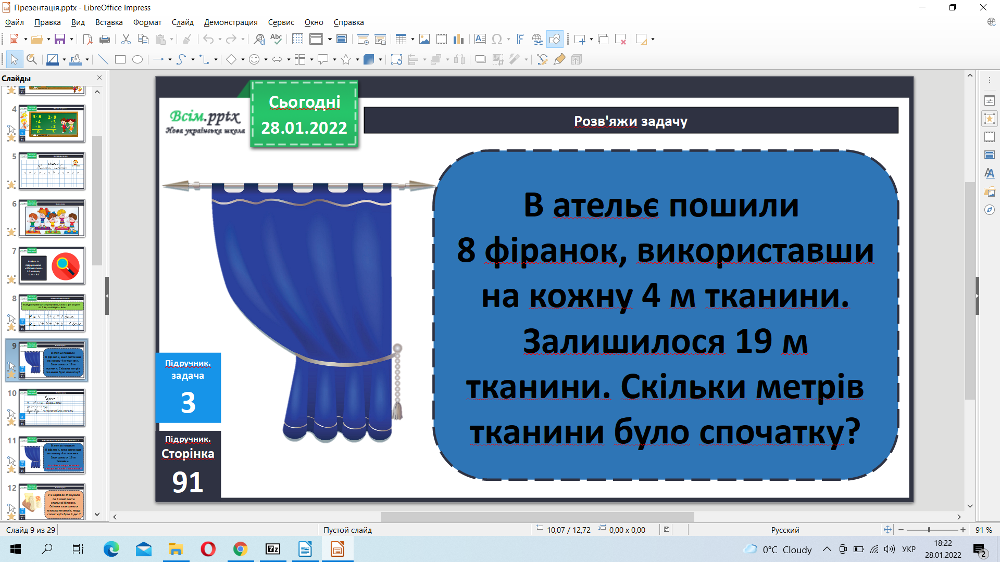 Презентація.pptx - LibreOffice Impress
Файл Правка Вид Вставка Формат Слайд Демонстрация Сервис Окно Справка
Слайды
4
5
6
7
8
9
10
11
12
Всім.pptx
Нова українська школа
Сьогодні
28.01.2022
Розв'яжи задачу
В ательє пошили
8 фіранок, використавши
на кожну 4 м тканини.
Залишилося 19 м
тканини. Скільки метрів
тканини було спочатку?
Підручник.
задача
3
Підручник.
Сторінка
91
Слайд 9 из 29
Пустой слайд
10,07 / 12,72
0,00 x 0,00
Русский
91 %
0°C Cloudy
УКР
18:22
28.01.2022
2